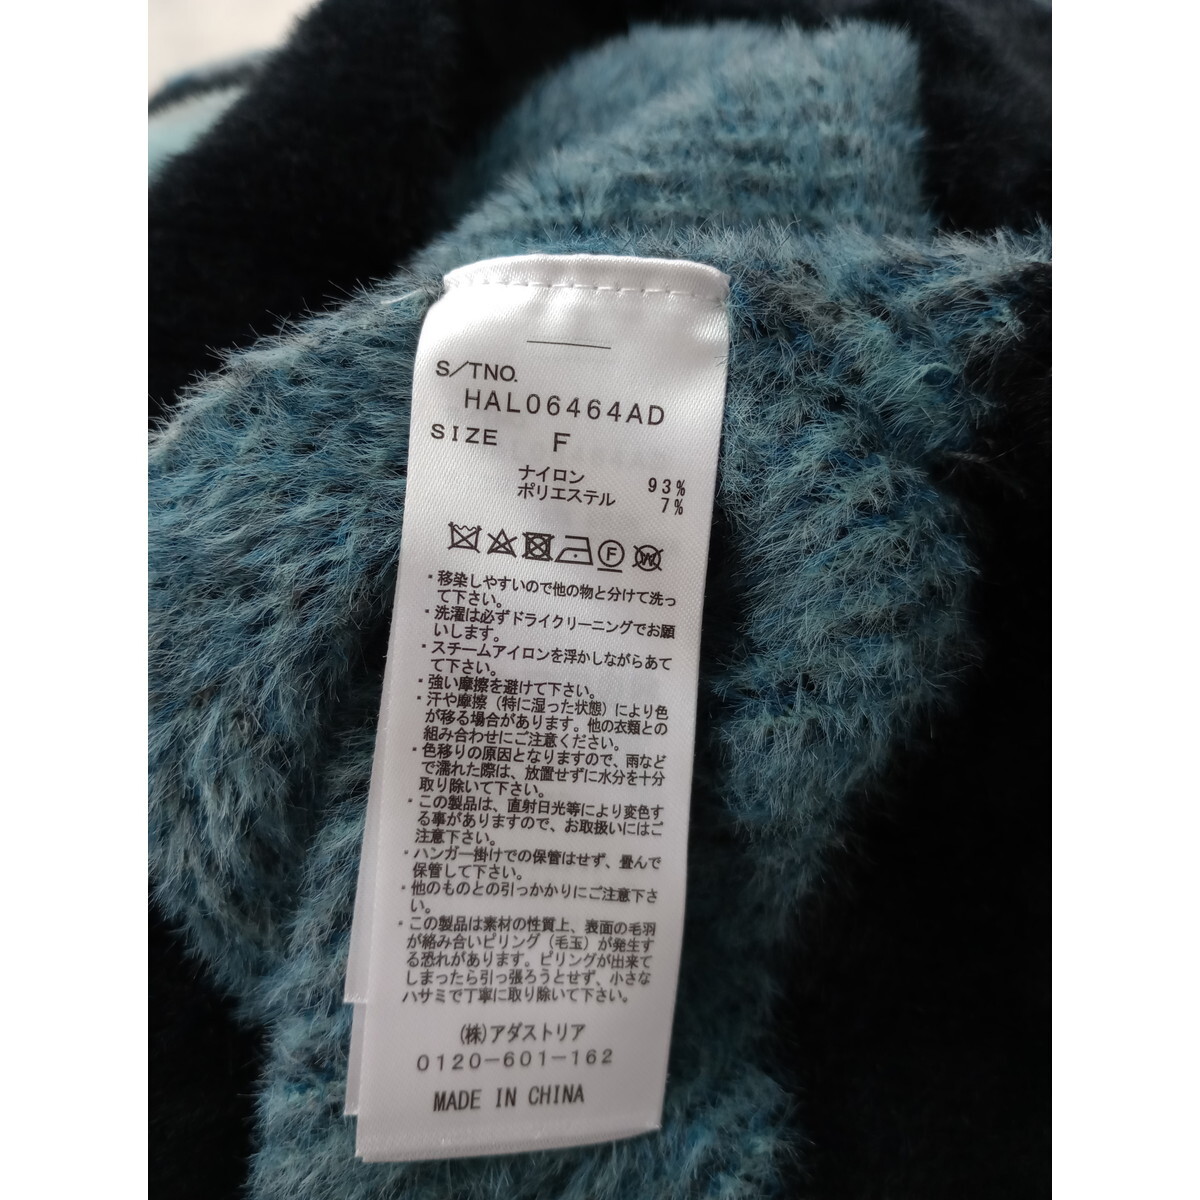 S/TNO.
HAL06464AD
SIZE F
ナイロン 93%
ポリエステル 7%
・移染しやすいので他の物と分けて洗っ
て下さい。
・洗濯は必ずドライクリーニングでお願
いします。
・スチームアイロンを浮かしながらあて
て下さい。
・強い摩擦を避けて下さい。
・汗や摩擦（特に湿った状態）により色
が移る場合があります。他の衣類との
組み合わせにご注意ください。
・色移りの原因となりますので、雨など
で濡れた際は、放置せずに水分を十分
取り除いて下さい。
・この製品は、直射日光等により変色す
る事がありますので、お取扱いにはご
注意下さい。
・ハンガー掛けでの保管はせず、畳んで
保管して下さい。
・他のものとの引っかかりにご注意下さ
い。
・この製品は素材の性質上、表面の毛羽
が絡み合いピリング（毛玉）が発生す
る恐れがあります。ピリングが出来て
しまったら引っ張ろうとせず、小さな
ハサミで丁寧に取り除いて下さい。
(株)アダストリア
0120-601-162
MADE IN CHINA